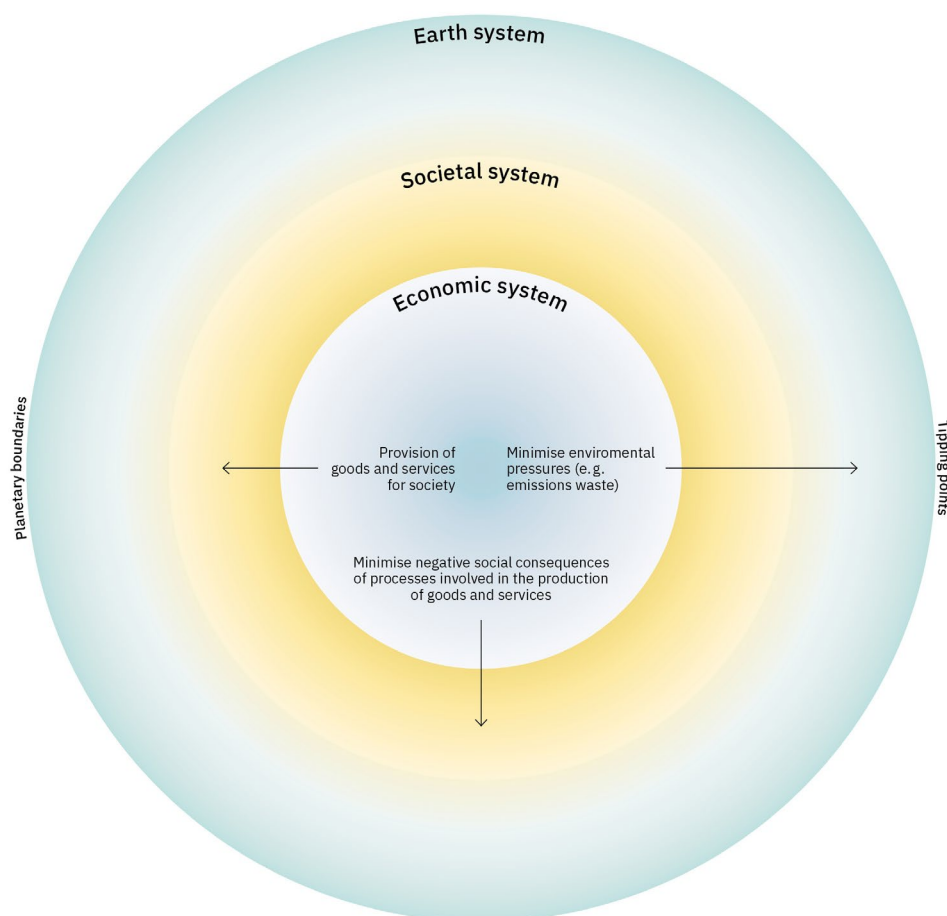 Earth system
Societal system
Economic system
Planetary boundaries
Provision of
goods and services
for society
Minimise enviromental
pressures (e. g.
emissions waste)
Tipping points
Minimise negative social consequences
of processes involved in the production
of goods and services